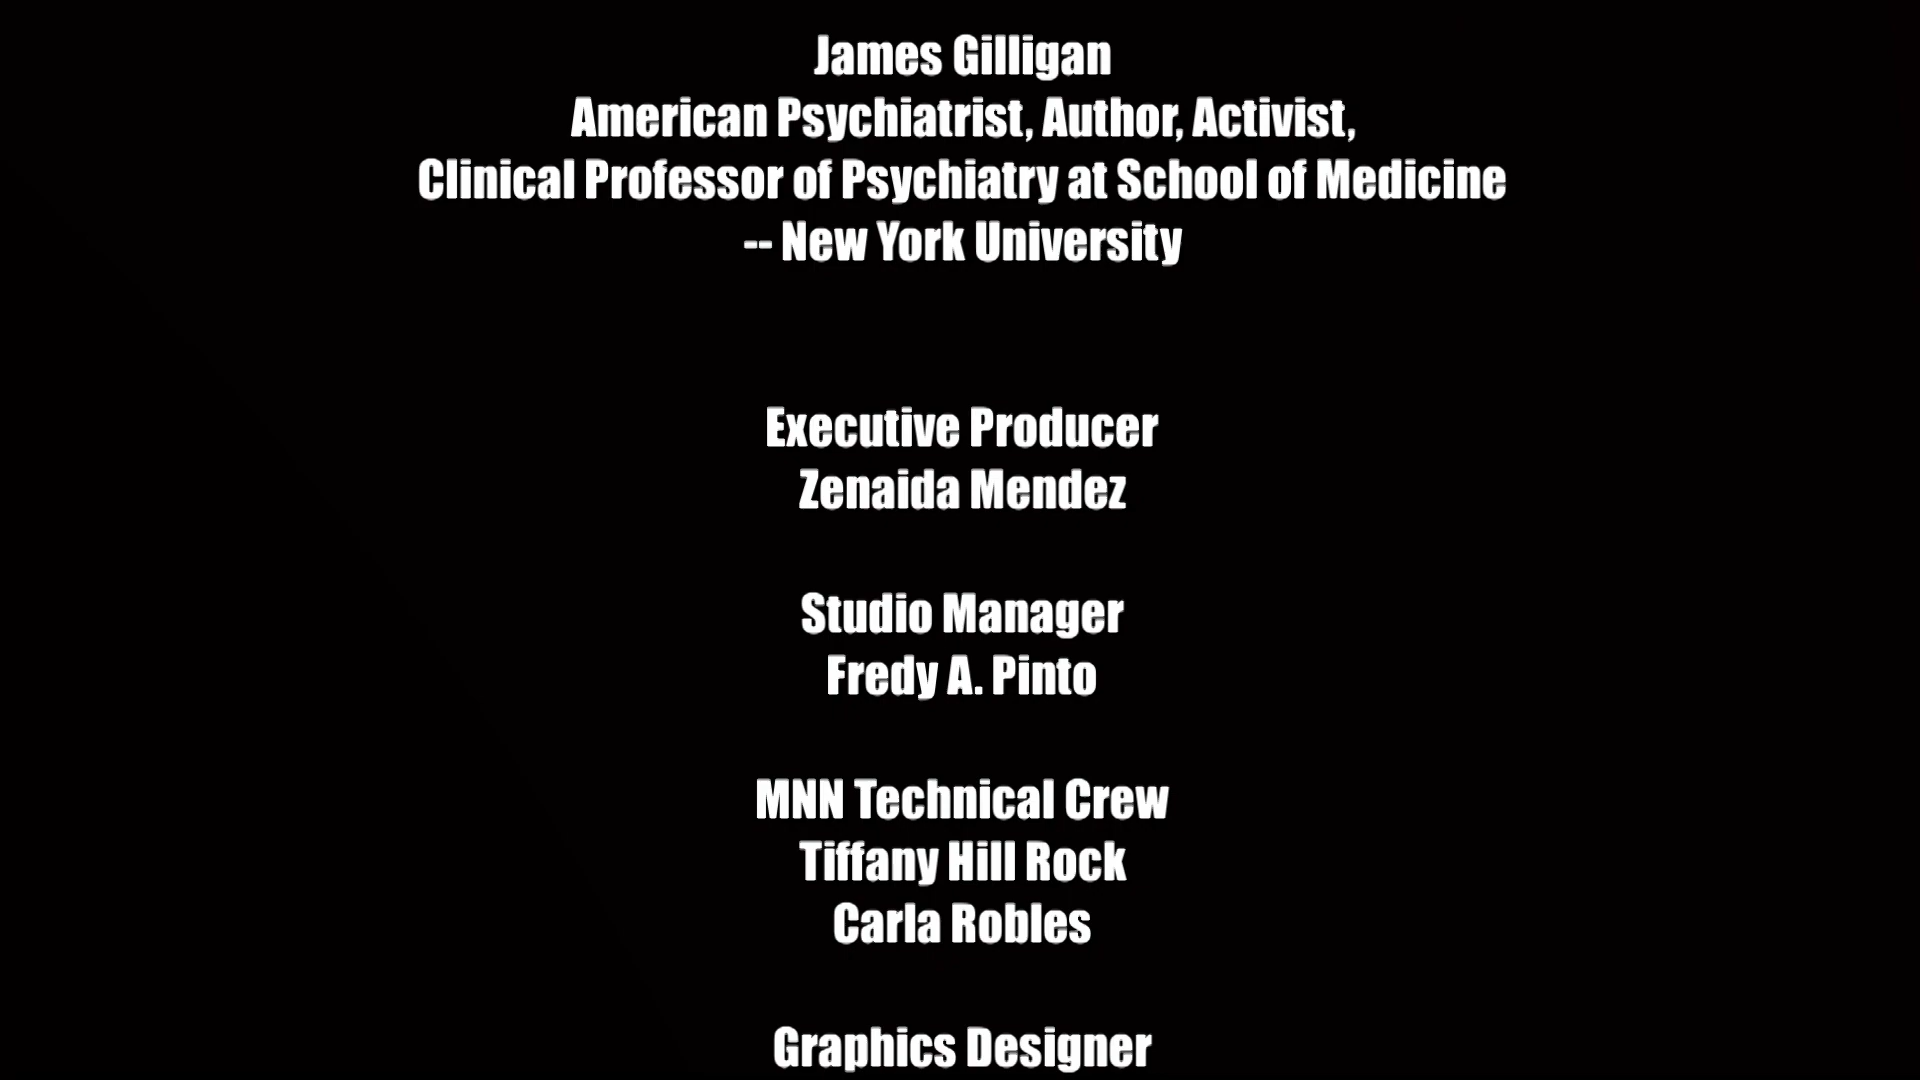 James Gilligan
American Psychiatrist, Author, Activist,
Clinical Professor of Psychiatry at School of Medicine
-- New York University
Executive Producer
Zenaida Mendez
Studio Manager
Fredy A. Pinto
MNN Technical Crew
Tiffany Hill Rock
Carla Robles
Graphics Designer